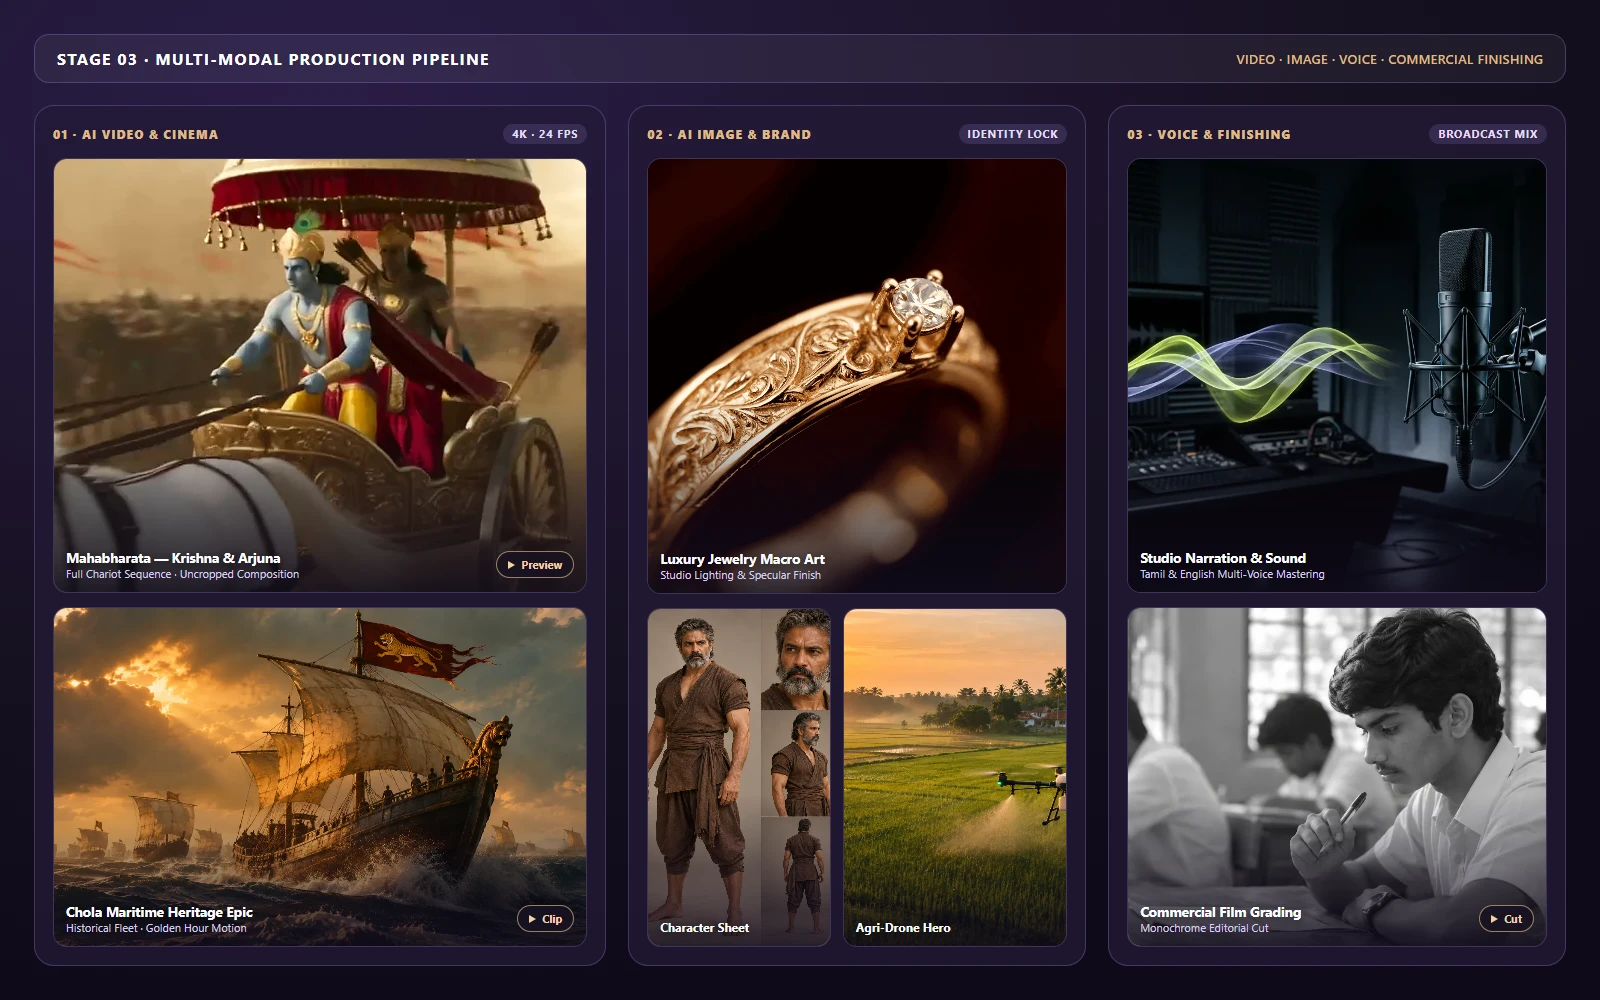 STAGE 03 · MULTI-MODAL PRODUCTION PIPELINE
VIDEO · IMAGE · VOICE · COMMERCIAL FINISHING
01 · AI VIDEO & CINEMA
4K · 24 FPS
Mahabharata — Krishna & Arjuna
Full Chariot Sequence · Uncropped Composition
▶ Preview
Chola Maritime Heritage Epic
Historical Fleet · Golden Hour Motion
▶ Clip
02 · AI IMAGE & BRAND
IDENTITY LOCK
Luxury Jewelry Macro Art
Studio Lighting & Specular Finish
Character Sheet
Agri-Drone Hero
03 · VOICE & FINISHING
BROADCAST MIX
Studio Narration & Sound
Tamil & English Multi-Voice Mastering
Commercial Film Grading
Monochrome Editorial Cut
▶ Cut